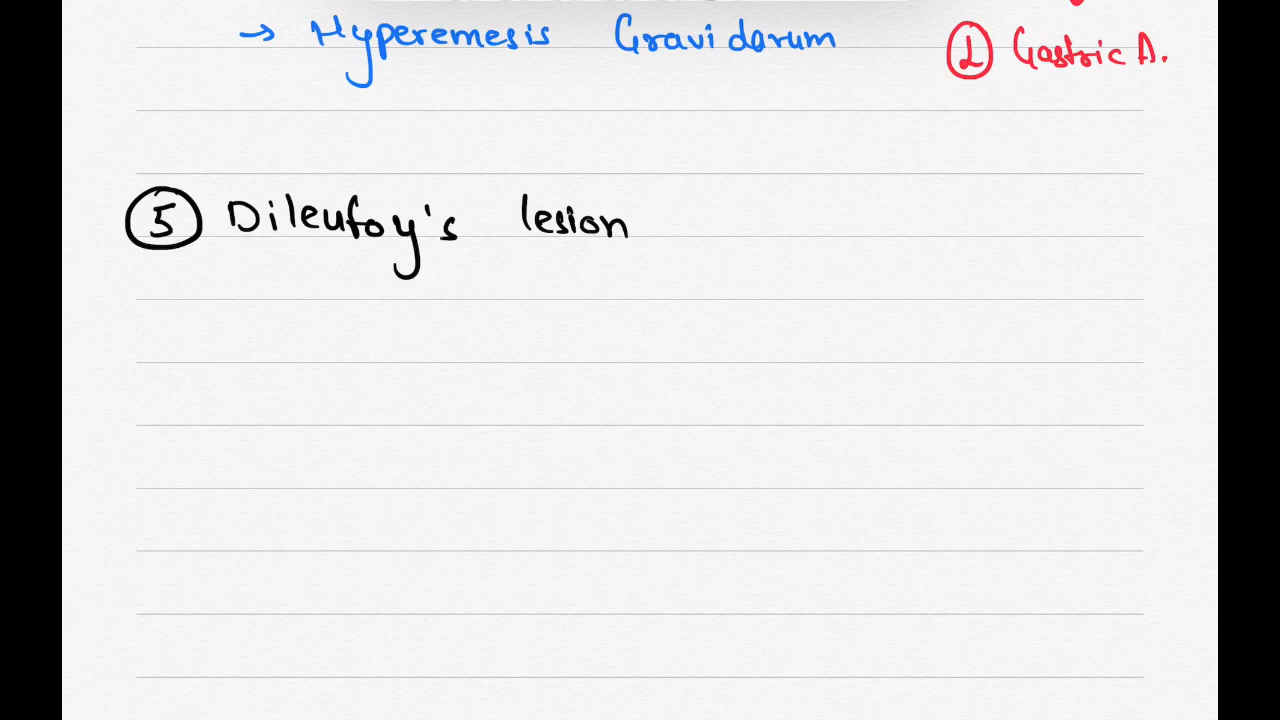 → Hyperemesis Gravidarum
① Gastric A.
⑤ Dileufoy's lesion